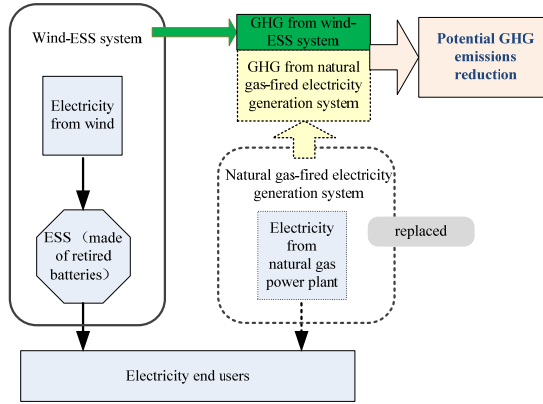 Wind-ESS system
GHG from wind-
ESS system
GHG from natural
gas-fired electricity
generation system
Potential GHG
emissions
reduction
Electricity
from wind
Natural gas-fired electricity
generation system
ESS（made
of retired
batteries）
Electricity
from
natural gas
power plant
replaced
Electricity end users